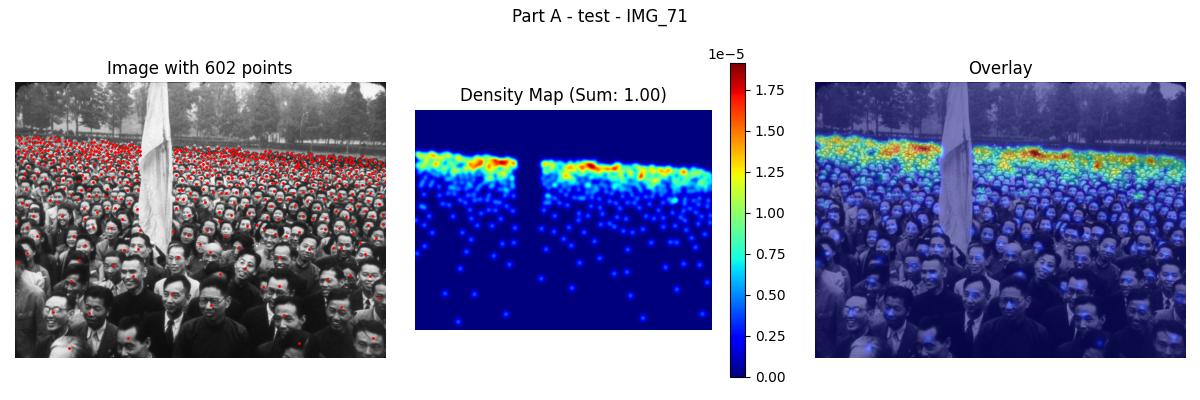 Part A - test - IMG_71
Image with 602 points
Density Map (Sum: 1.00)
1e−5
1.75
1.50
1.25
1.00
0.75
0.50
0.25
0.00
Overlay